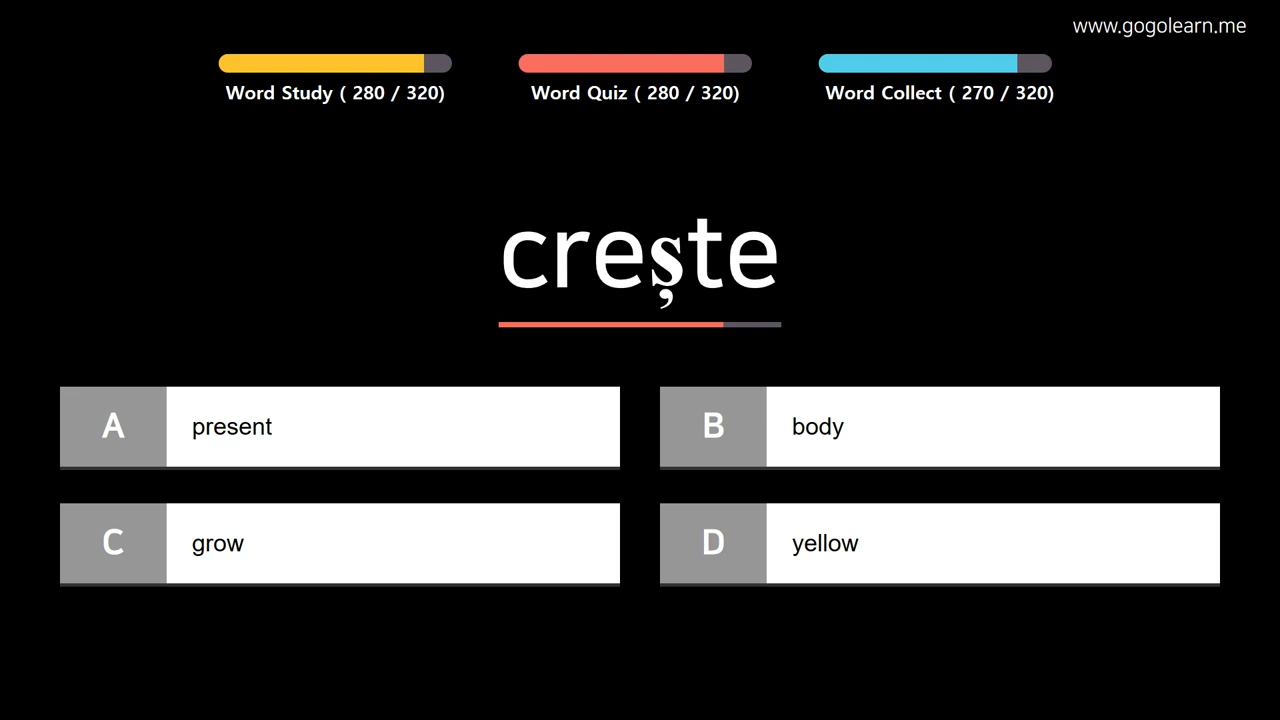 www.gogolearn.me
Word Study ( 280 / 320)
Word Quiz ( 280 / 320)
Word Collect ( 270 / 320)
crește
A present
B body
C grow
D yellow